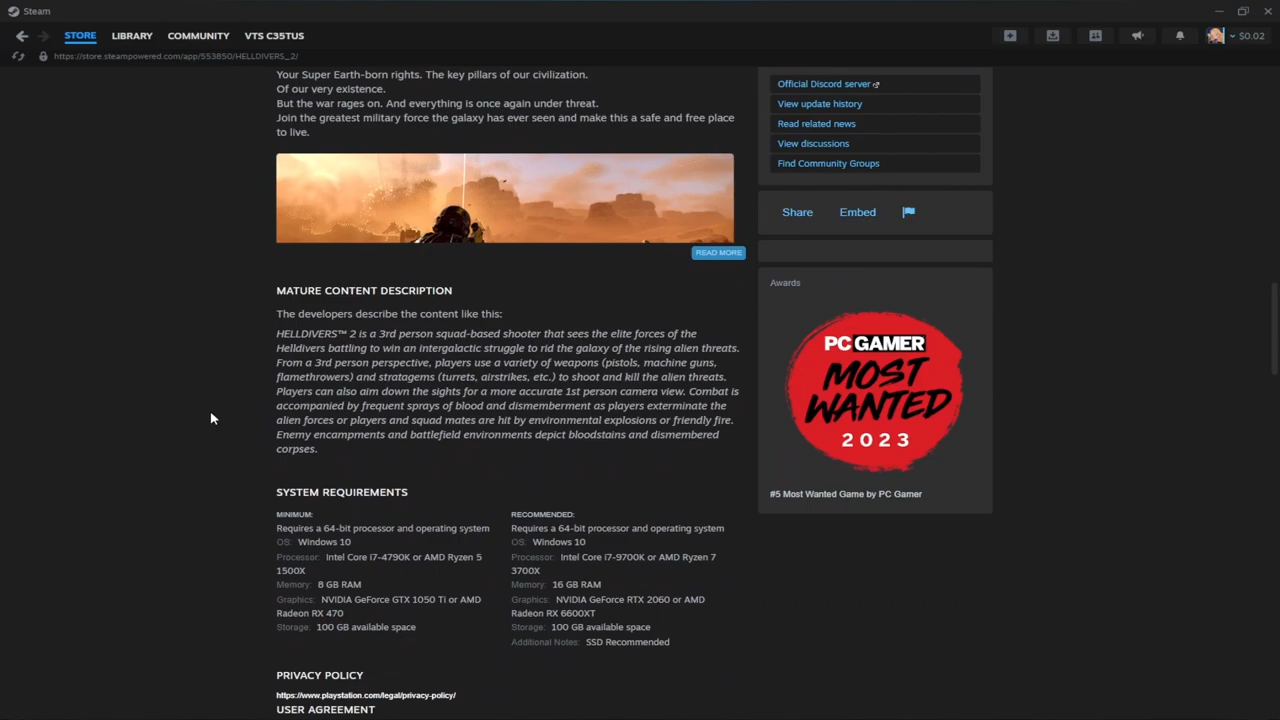 Steam
STORE LIBRARY COMMUNITY VTS C35TUS $0.02
https://store.steampowered.com/app/553850/HELLDIVERS_2/
Your Super Earth-born rights. The key pillars of our civilization.
Of our very existence.
But the war rages on. And everything is once again under threat.
Join the greatest military force the galaxy has ever seen and make this a safe and free place
to live.
READ MORE
MATURE CONTENT DESCRIPTION
The developers describe the content like this:
HELLDIVERS™ 2 is a 3rd person squad-based shooter that sees the elite forces of the
Helldivers battling to win an intergalactic struggle to rid the galaxy of the rising alien threats.
From a 3rd person perspective, players use a variety of weapons (pistols, machine guns,
flamethrowers) and stratagems (turrets, airstrikes, etc.) to shoot and kill the alien threats.
Players can also aim down the sights for a more accurate 1st person camera view. Combat is
accompanied by frequent sprays of blood and dismemberment as players exterminate the
alien forces or players and squad mates are hit by environmental explosions or friendly fire.
Enemy encampments and battlefield environments depict bloodstains and dismembered
corpses.
SYSTEM REQUIREMENTS
MINIMUM:
Requires a 64-bit processor and operating system
OS: Windows 10
Processor: Intel Core i7-4790K or AMD Ryzen 5
1500X
Memory: 8 GB RAM
Graphics: NVIDIA GeForce GTX 1050 Ti or AMD
Radeon RX 470
Storage: 100 GB available space
RECOMMENDED:
Requires a 64-bit processor and operating system
OS: Windows 10
Processor: Intel Core i7-9700K or AMD Ryzen 7
3700X
Memory: 16 GB RAM
Graphics: NVIDIA GeForce RTX 2060 or AMD
Radeon RX 6600XT
Storage: 100 GB available space
Additional Notes: SSD Recommended
PRIVACY POLICY
https://www.playstation.com/legal/privacy-policy/
USER AGREEMENT
Official Discord server
View update history
Read related news
View discussions
Find Community Groups
Share Embed
Awards
PC GAMER
MOST
WANTED
2023
#5 Most Wanted Game by PC Gamer